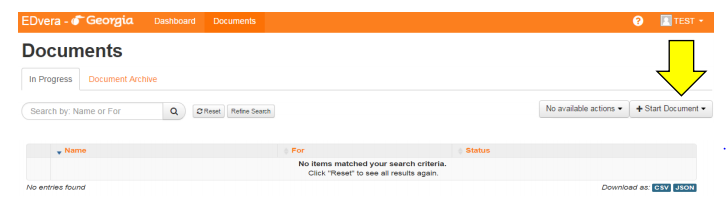 EDvera - Georgia Dashboard Documents ? TEST
Documents
In Progress Document Archive
Search by: Name or For Reset Refine Search No available actions + Start Document
Name For Status
No items matched your search criteria.
Click "Reset" to see all results again.
No entries found Download as: CSV JSON